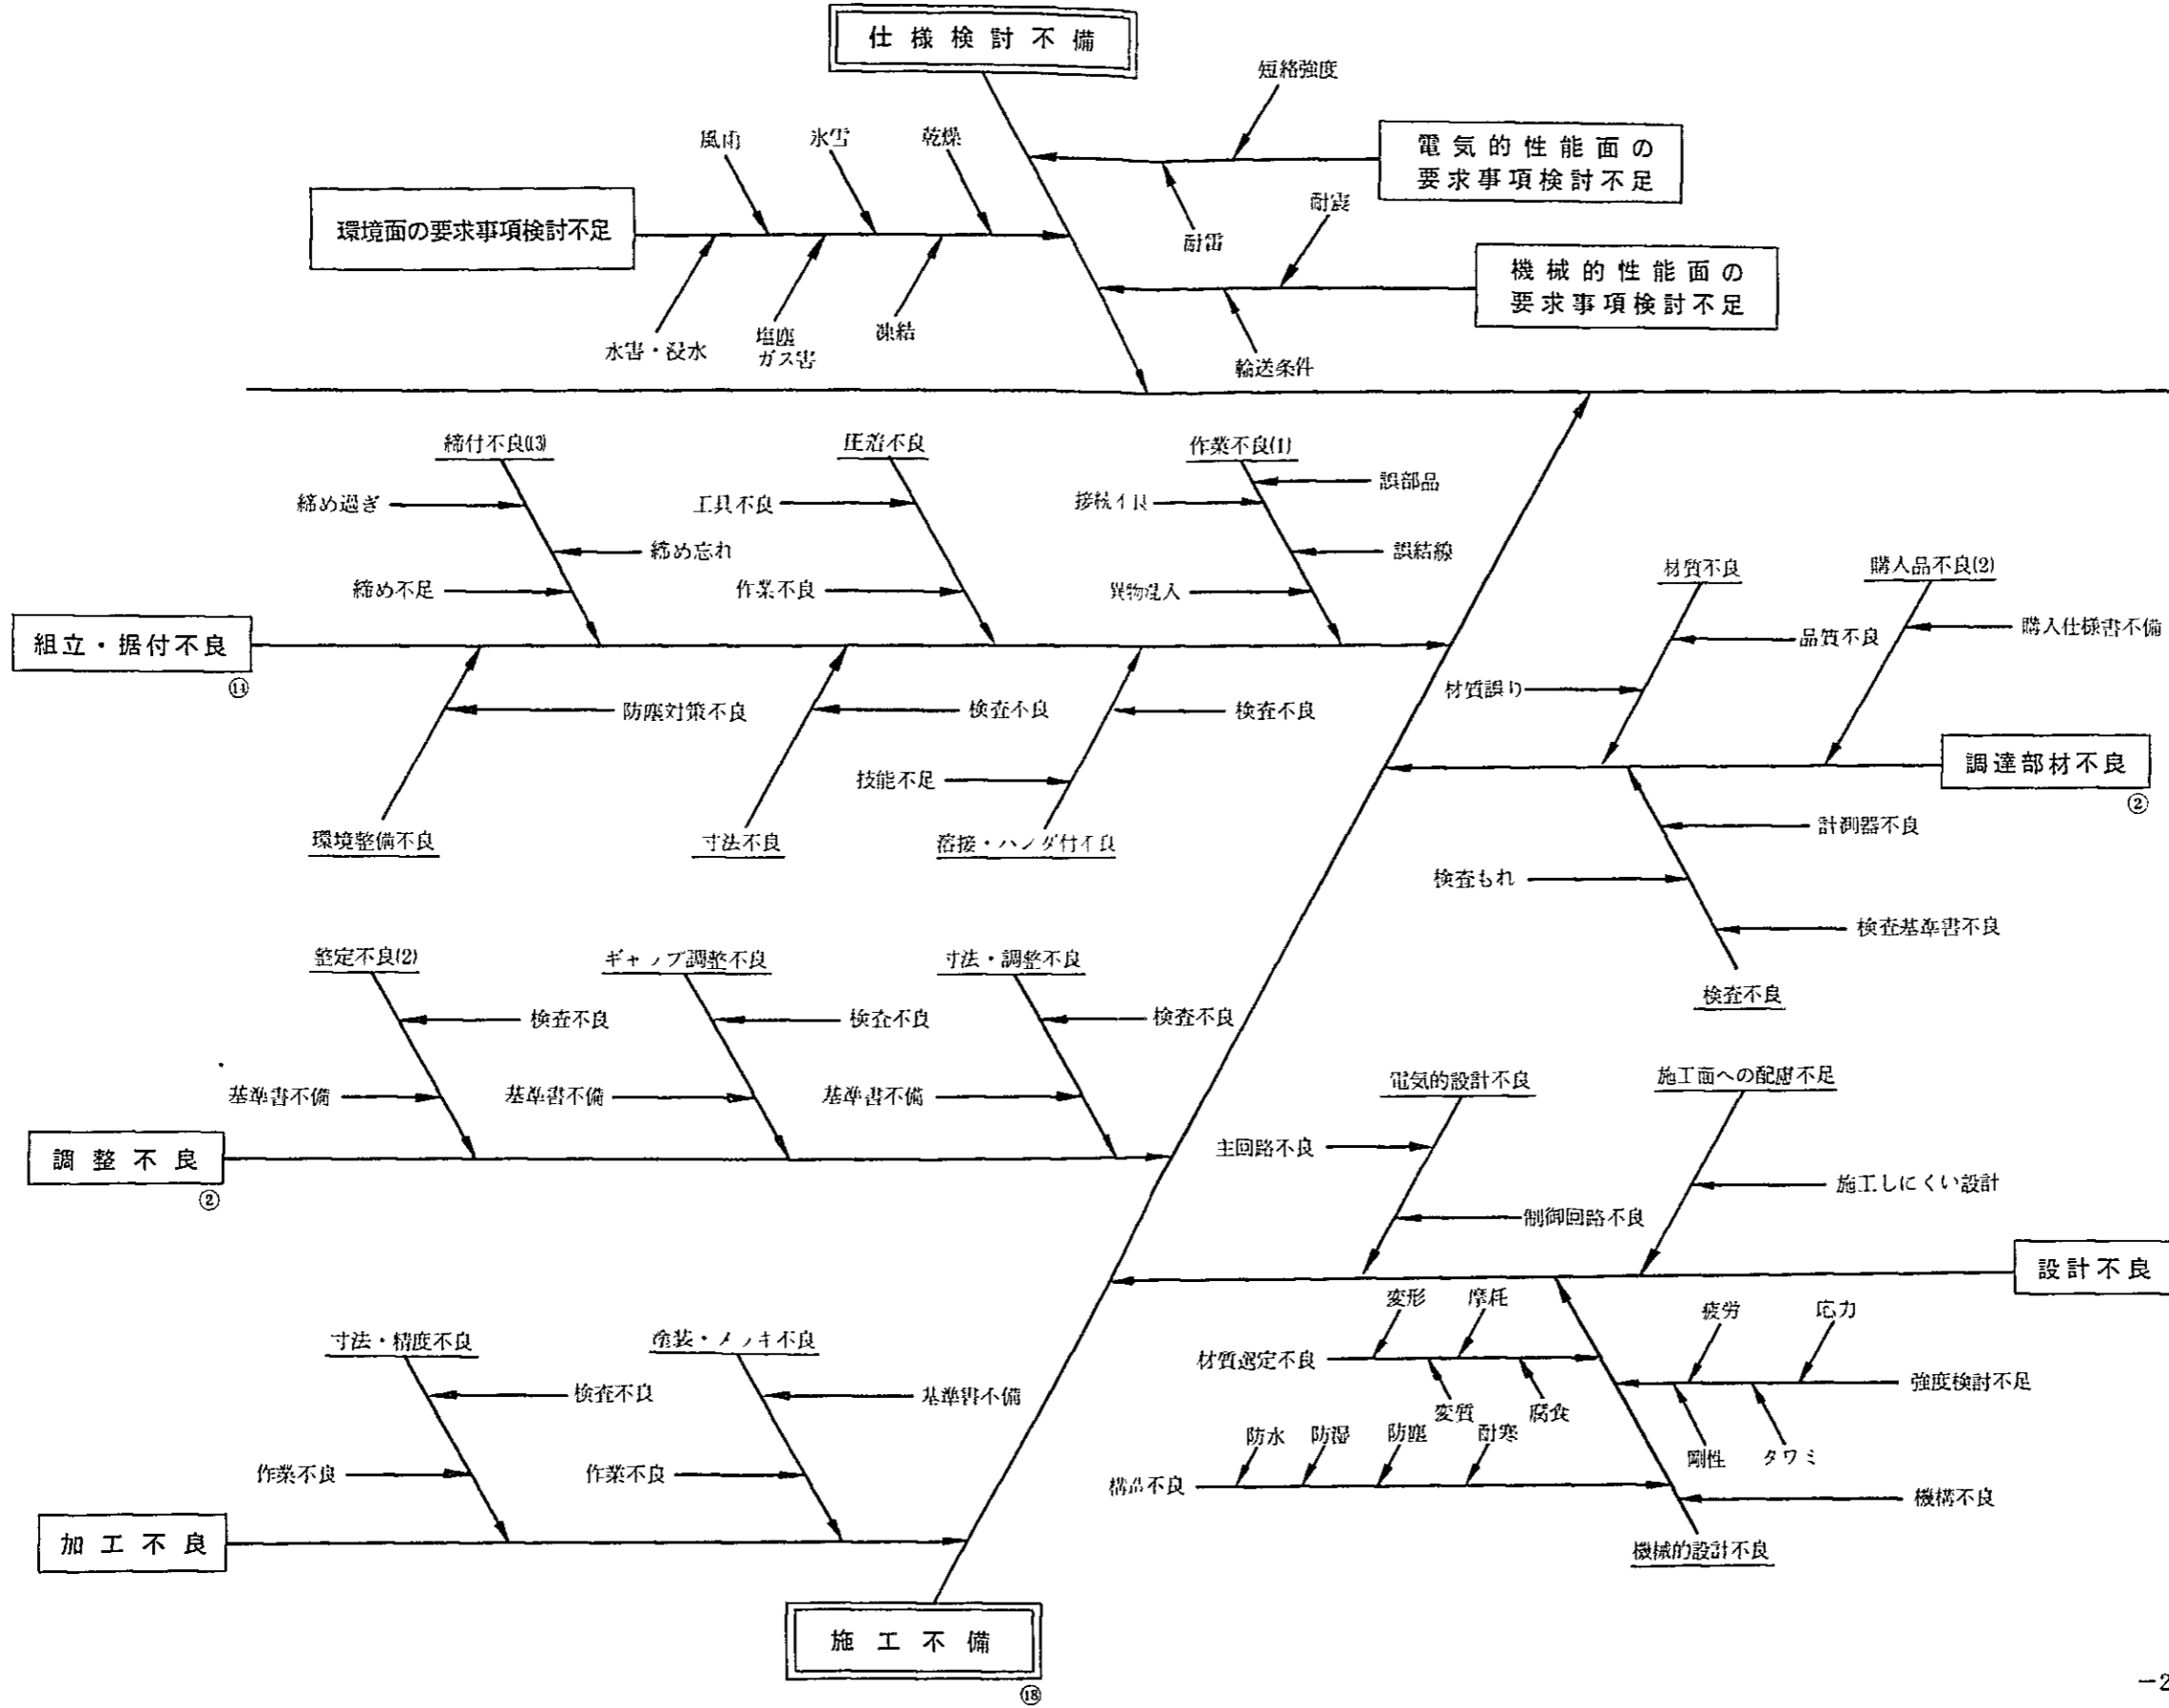 仕様検討不備
短絡強度
風雨
氷雪
乾燥
電気的性能面の
要求事項検討不足
環境面の要求事項検討不足
耐震
耐雷
機械的性能面の
要求事項検討不足
水害・浸水
塩塵
ガス害
凍結
輸送条件
締付不良(13)
圧着不良
作業不良(1)
締め過ぎ
工具不良
誤部品
締め忘れ
誤結線
締め不足
作業不良
異物混入
材質不良
購入品不良(2)
品質不良
購入仕様書不備
組立・据付不良
⑭
材質誤り
防塵対策不良
検査不良
検査不良
技能不足
調達部材不良
②
環境整備不良
寸法不良
計測器不良
検査もれ
検査基準書不良
検査不良
整定不良(2)
ギャップ調整不良
寸法・調整不良
検査不良
検査不良
検査不良
基準書不備
基準書不備
基準書不備
電気的設計不良
施工面への配慮不足
調整不良
②
主回路不良
施工しにくい設計
制御回路不良
設計不良
変形
摩耗
疲労
応力
寸法・精度不良
塗装・メッキ不良
材質選定不良
検査不良
基準書不備
強度検討不足
変質
腐食
防水
防湿
防塵
耐寒
剛性
タワミ
作業不良
作業不良
構造不良
機構不良
加工不良
機械的設計不良
施工不備
⑱
-2